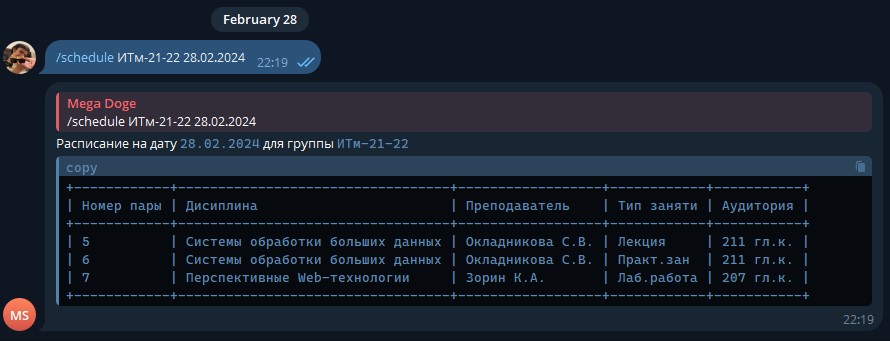 February 28
/schedule ИТм-21-22 28.02.2024 22:19
Mega Doge
/schedule ИТм-21-22 28.02.2024
Расписание на дату 28.02.2024 для группы ИТм-21-22
copy
+------------+----------------------------------+------------------+------------+-----------+
| Номер пары | Дисиплина | Преподаватель | Тип заняти | Аудитория |
+------------+----------------------------------+------------------+------------+-----------+
| 5 | Системы обработки больших данных | Окладникова С.В. | Лекция | 211 гл.к. |
| 6 | Системы обработки больших данных | Окладникова С.В. | Практ.зан | 211 гл.к. |
| 7 | Перспективные Web-технологии | Зорин К.А. | Лаб.работа | 207 гл.к. |
+------------+----------------------------------+------------------+------------+-----------+
MS
22:19